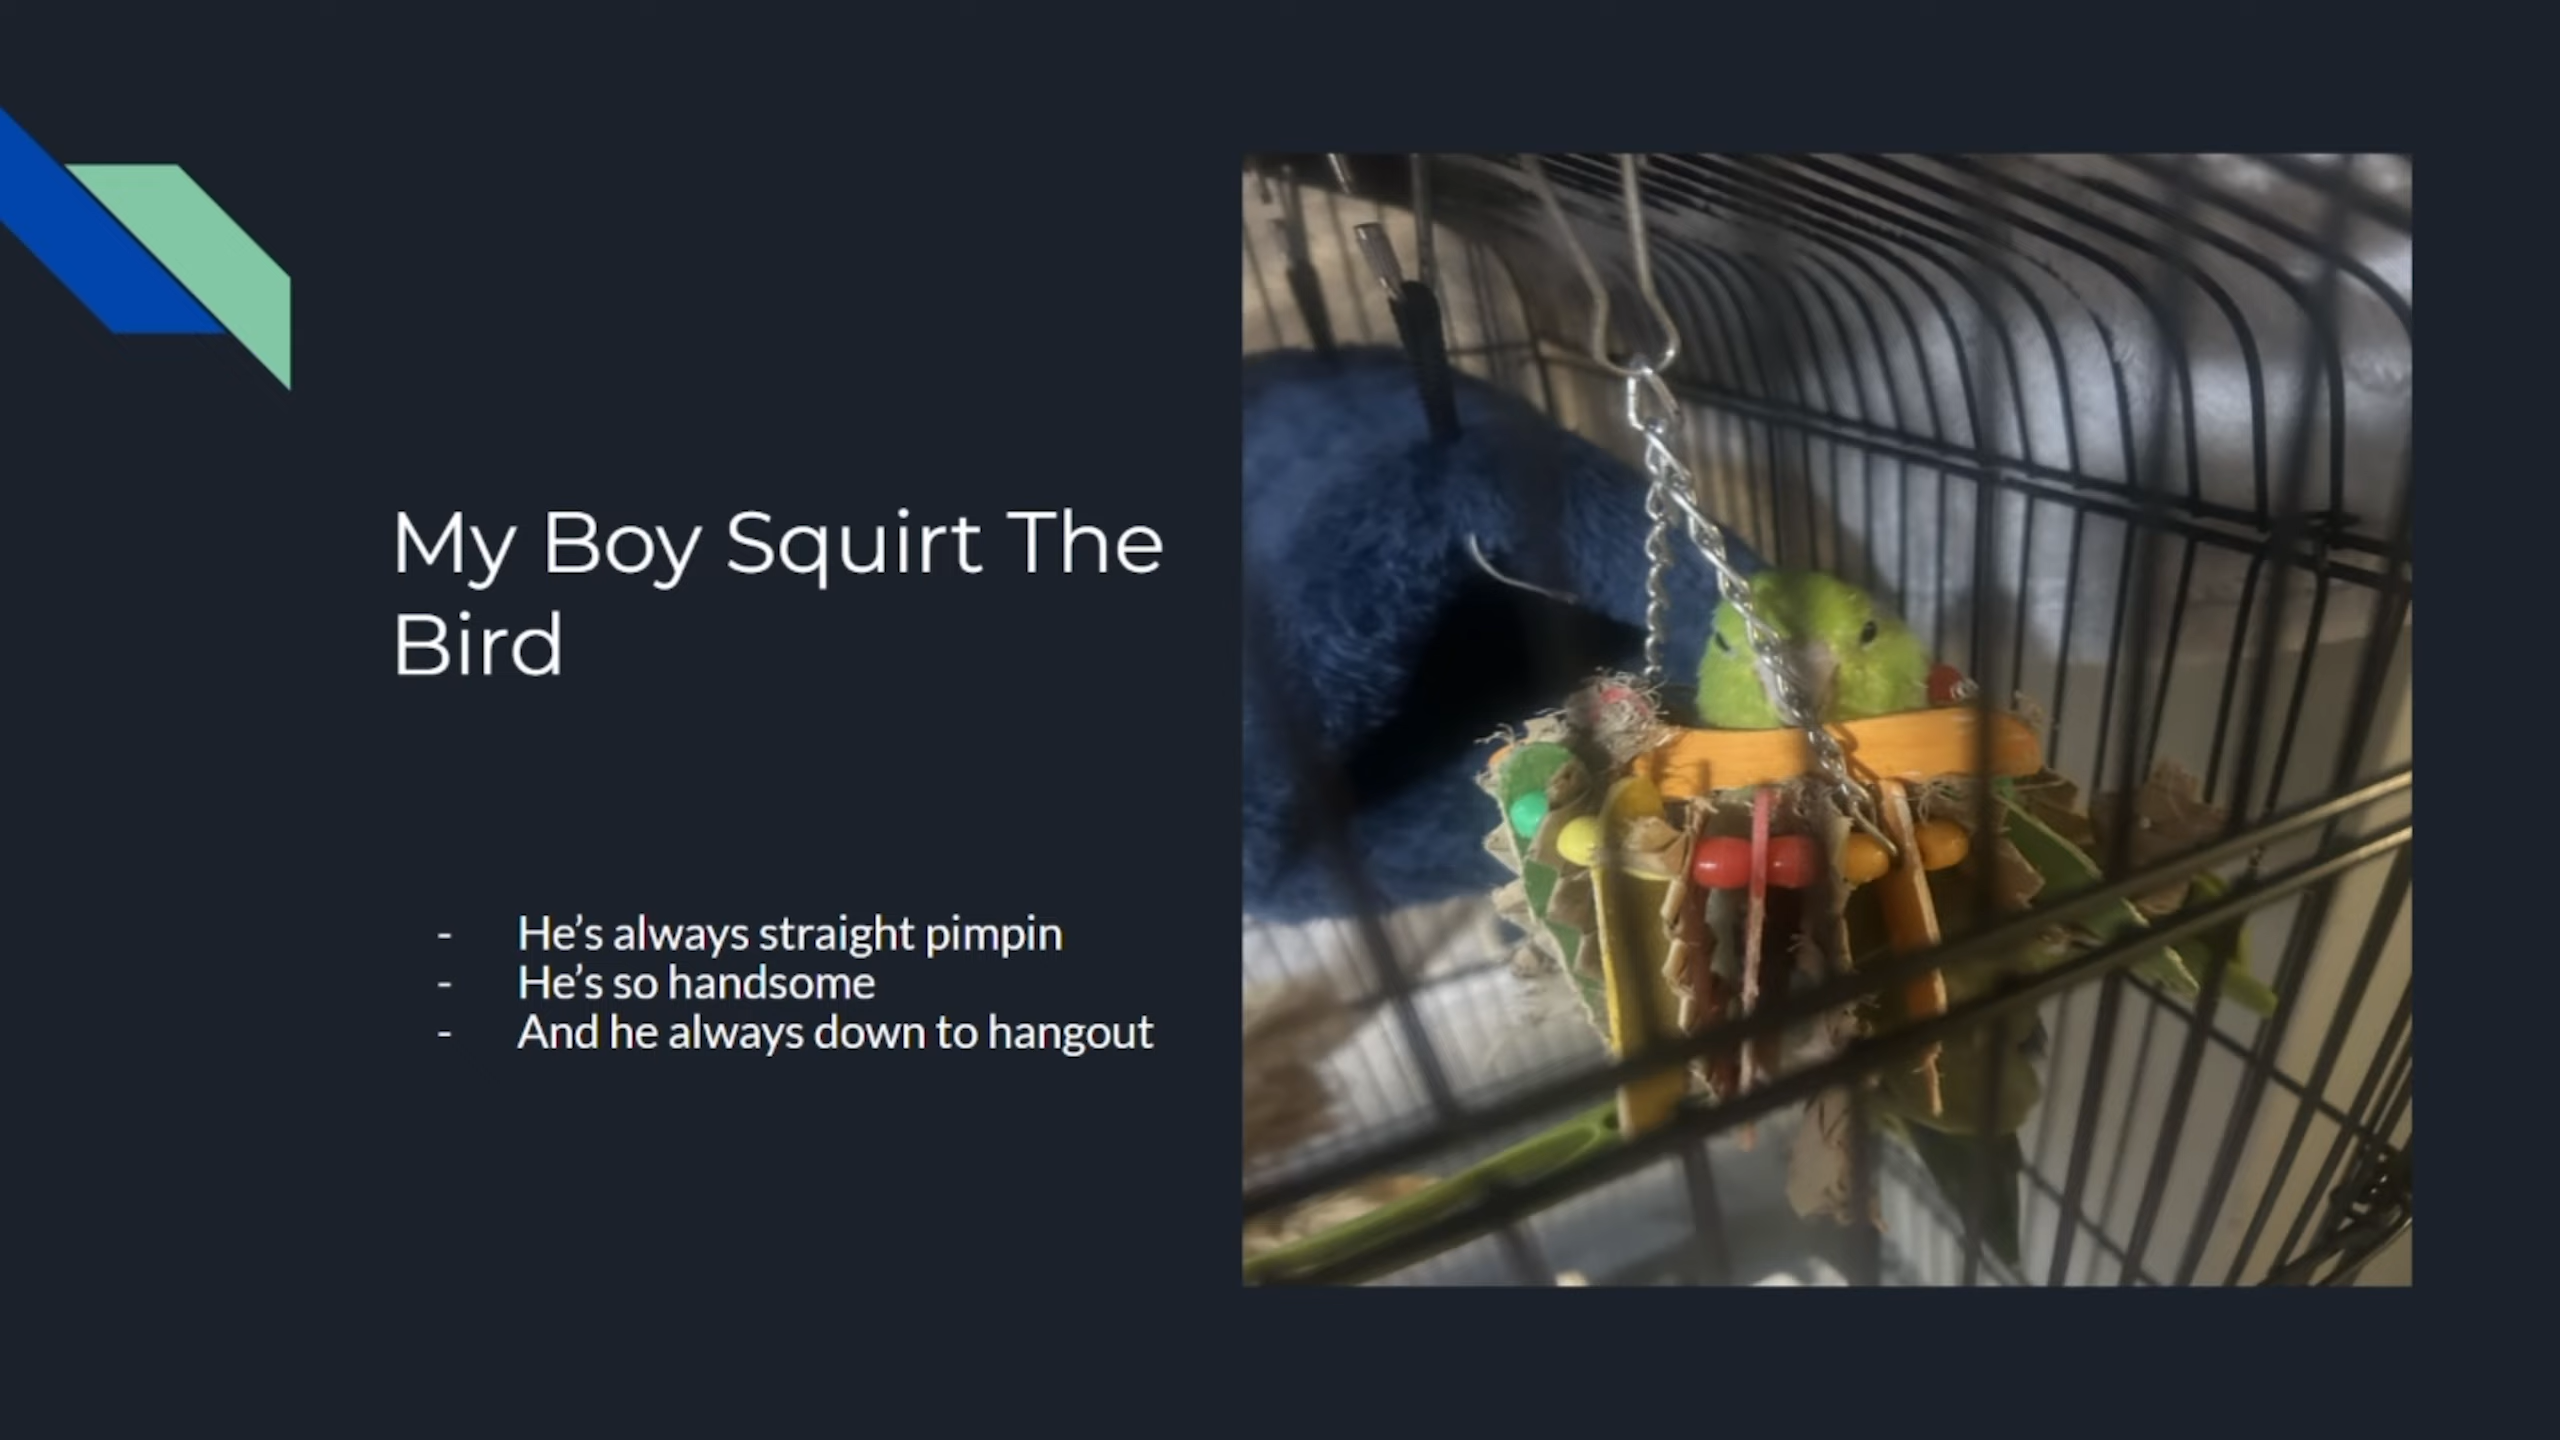 My Boy Squirt The
Bird
- He’s always straight pimpin
- He’s so handsome
- And he always down to hangout